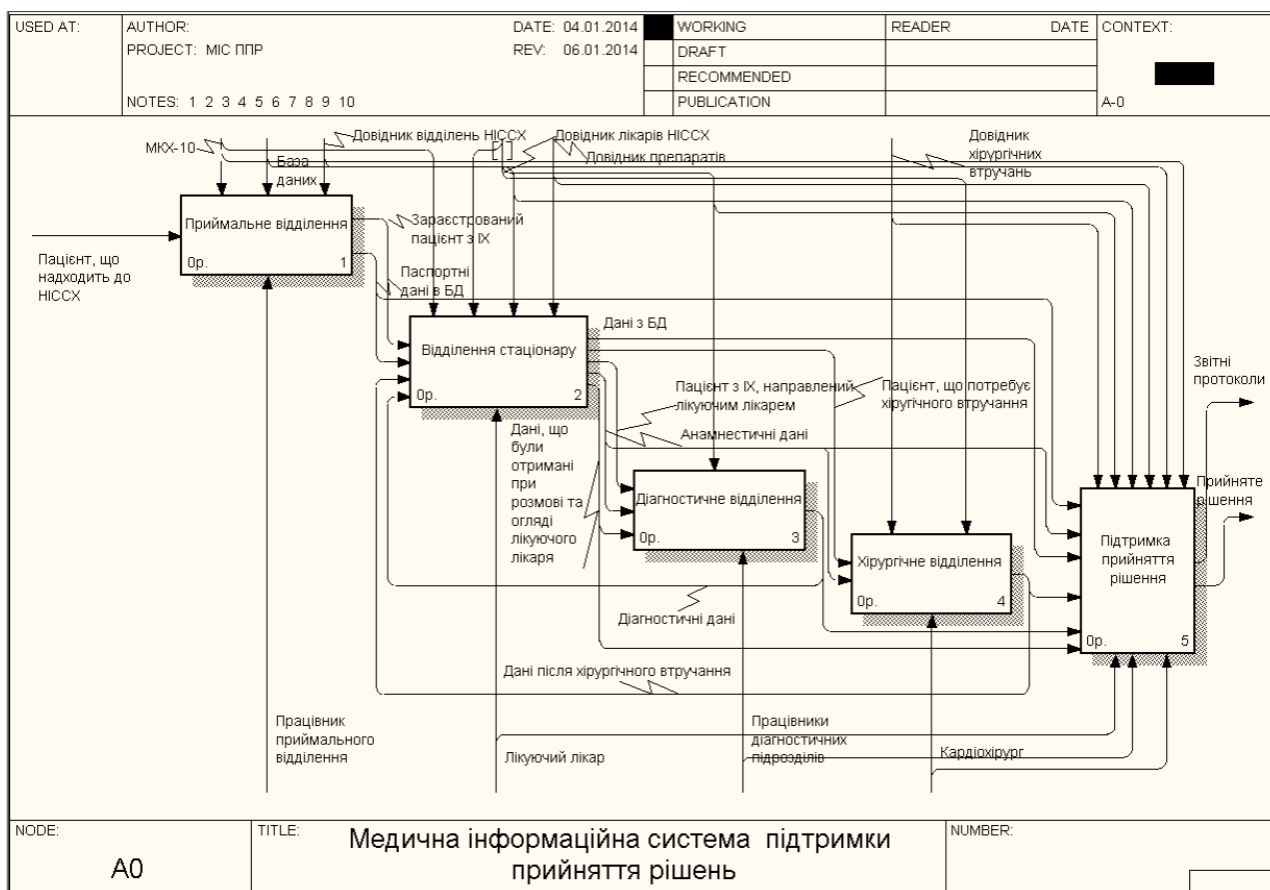 USED AT:
AUTHOR:
DATE: 04.01.2014
PROJECT: МІС ППР
REV: 06.01.2014
NOTES: 1 2 3 4 5 6 7 8 9 10
WORKING
DRAFT
RECOMMENDED
PUBLICATION
READER
DATE
CONTEXT:
A-0
МКХ-10
База
даних
Довідник відділень НІССХ
Довідник лікарів НІССХ
Довідник препаратів
Довідник
хірургічних
втручань
Пацієнт, що
надходить до
НІССХ
Приймальне відділення
0р.
1
Зараєстрований
пацієнт з ІХ
Паспортні
дані в БД
Відділення стаціонару
0р.
2
Дані з БД
Пацієнт з ІХ, направлений
лікуючим лікарем
Пацієнт, що потребує
хіругічного втручання
Анамнестичні дані
Дані, що
були
отримані
при
розмові та
огляді
лікуючого
лікаря
Діагностичне відділення
0р.
3
Хірургічне відділення
0р.
4
Підтримка
прийняття
рішення
0р.
5
Звітні
протоколи
Прийняте
рішення
Діагностичні дані
Дані після хірургічного втручання
Працівник
приймального
відділення
Лікуючий лікар
Працівники
діагностичних
підрозділів
Кардіохірург
NODE:
A0
TITLE:
Медична інформаційна система підтримки
прийняття рішень
NUMBER: